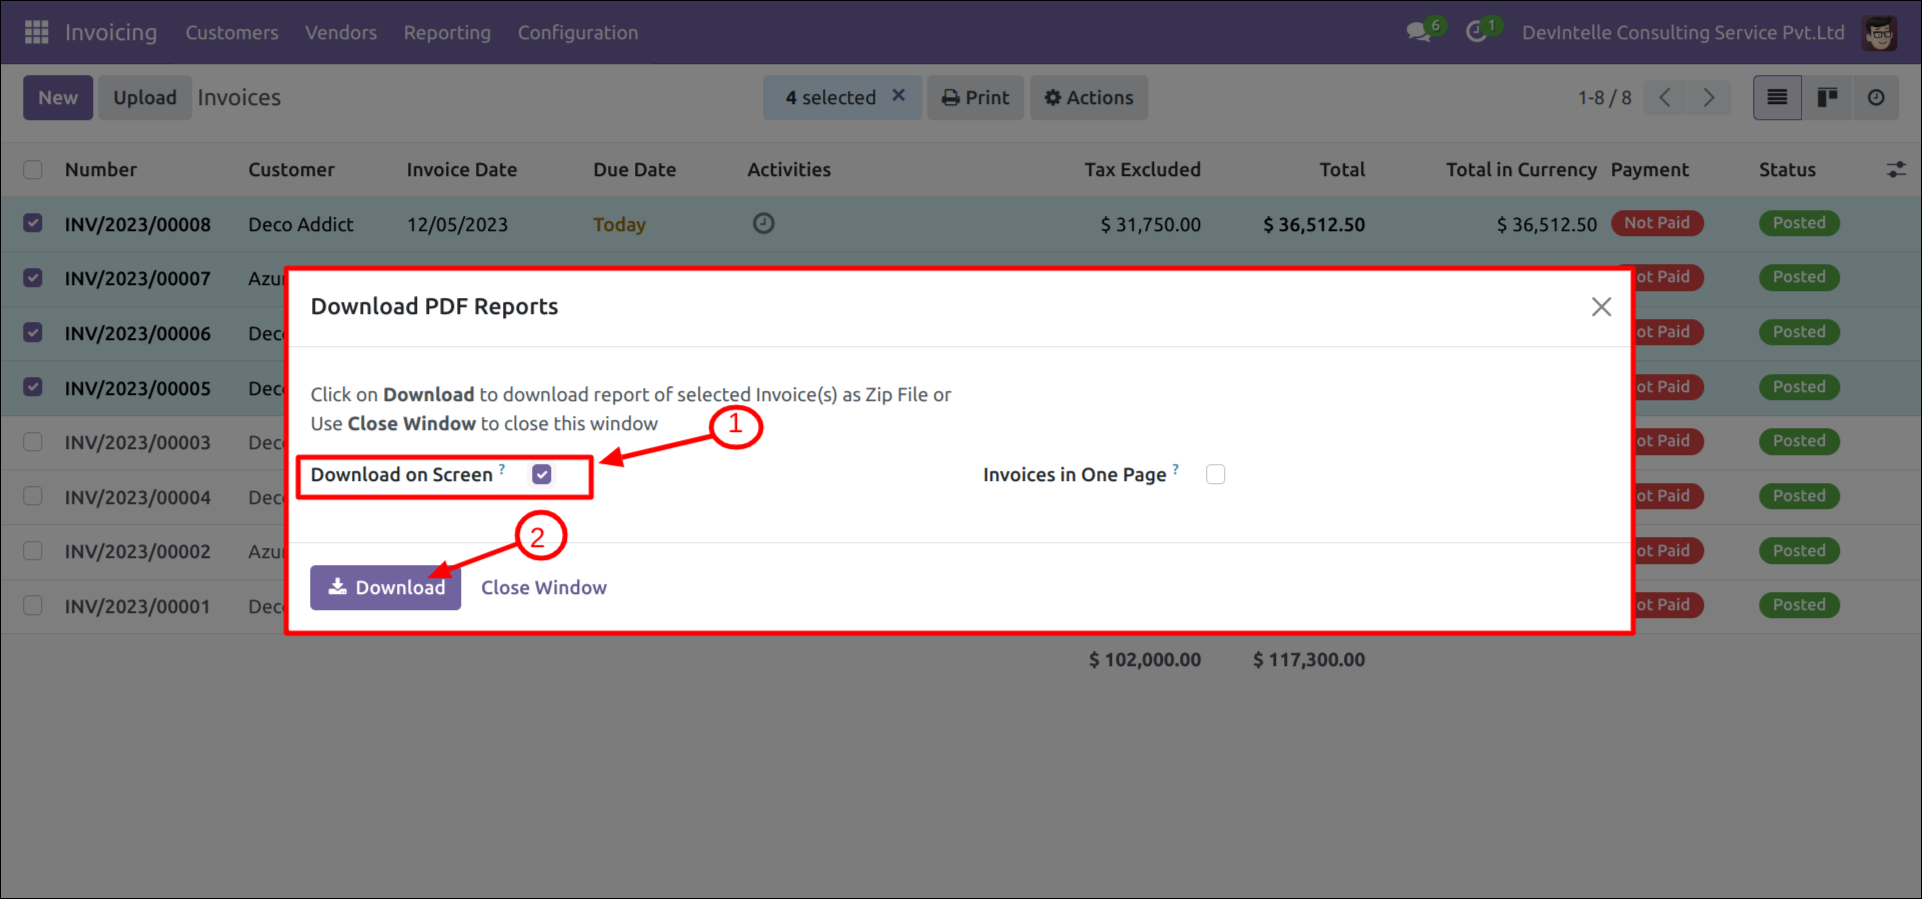 Invoicing Customers Vendors Reporting Configuration 6 1 DevIntelle Consulting Service Pvt.Ltd
New Upload Invoices 4 selected × Print Actions 1-8 / 8
Number Customer Invoice Date Due Date Activities Tax Excluded Total Total in Currency Payment Status
INV/2023/00008 Deco Addict 12/05/2023 Today $ 31,750.00 $ 36,512.50 $ 36,512.50 Not Paid Posted
INV/2023/00007 Azu ot Paid Posted
INV/2023/00006 Dec ot Paid Posted
INV/2023/00005 Dec ot Paid Posted
INV/2023/00003 Dec ot Paid Posted
INV/2023/00004 Dec ot Paid Posted
INV/2023/00002 Azu ot Paid Posted
INV/2023/00001 Dec ot Paid Posted
Download PDF Reports
Click on Download to download report of selected Invoice(s) as Zip File or
Use Close Window to close this window
1
Download on Screen ? Invoices in One Page ?
2
Download Close Window
$ 102,000.00 $ 117,300.00